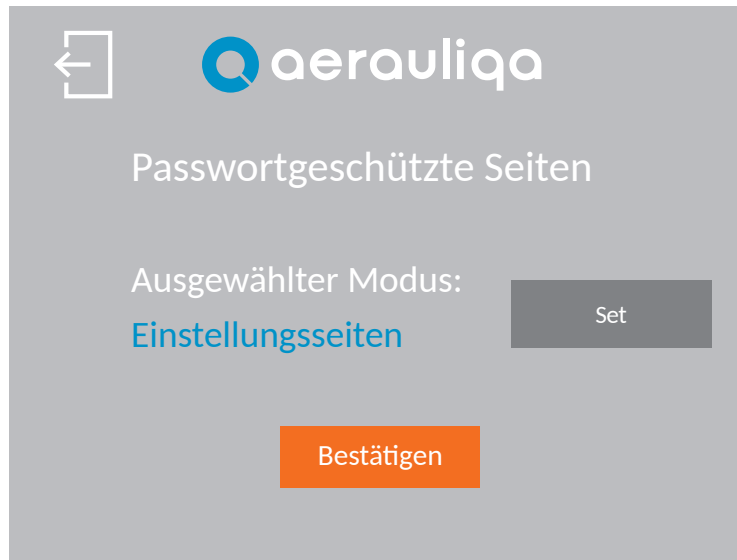 aerauliqa
Passwortgeschützte Seiten
Ausgewählter Modus:
Einstellungsseiten
Set
Bestätigen